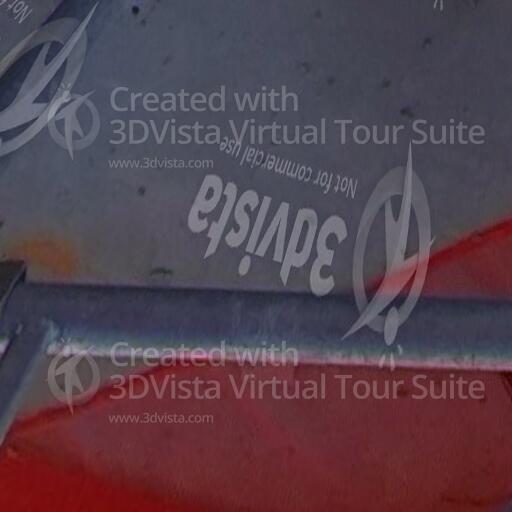 Not
Created with
3DVista Virtual Tour Suite
www.3dvista.com
Not for commercial use
3dvista
Created with
3DVista Virtual Tour Suite
www.3dvista.com